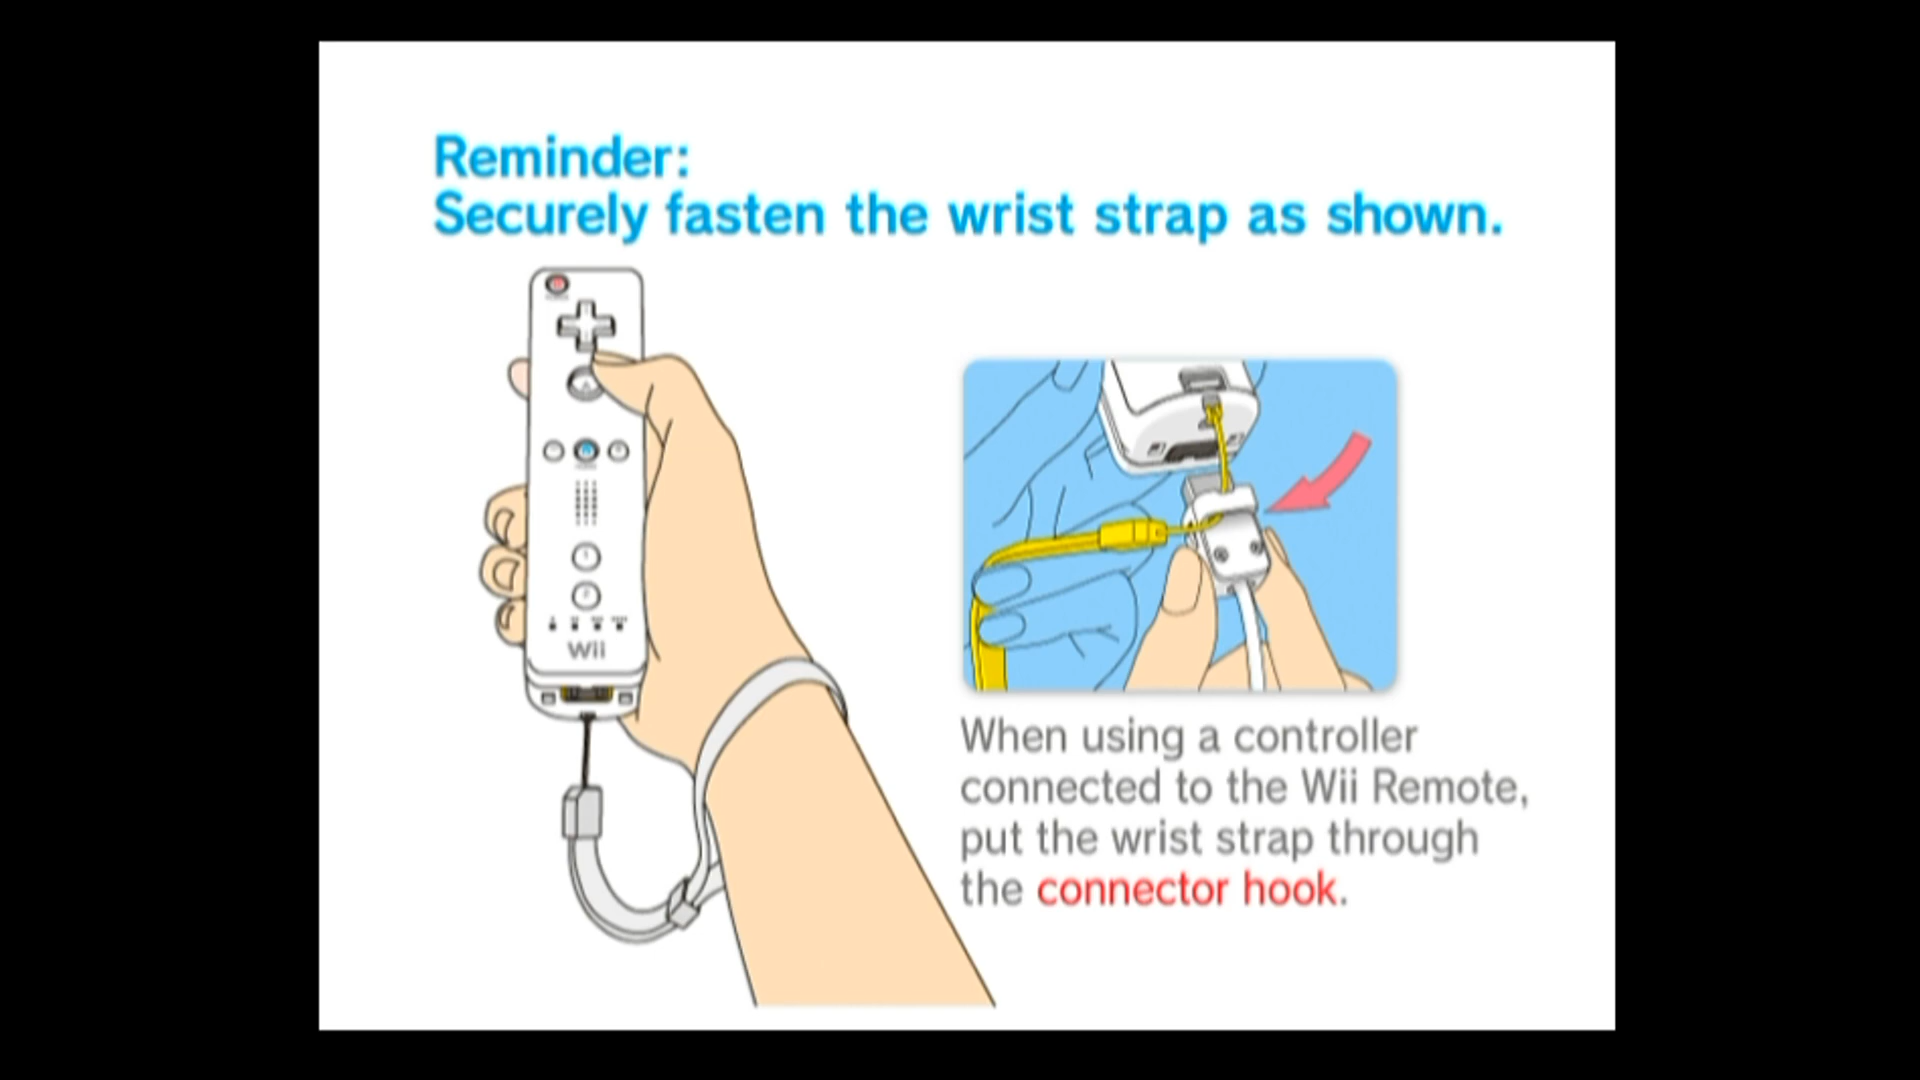 Reminder:
Securely fasten the wrist strap as shown.
Wii
When using a controller
connected to the Wii Remote,
put the wrist strap through
the connector hook.